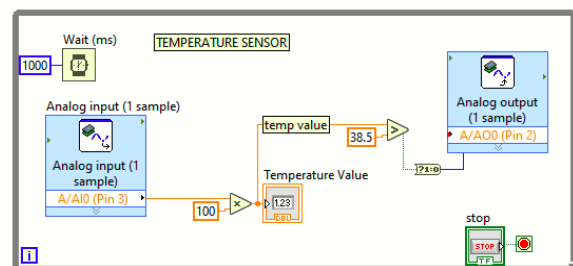 Wait (ms)
1000
TEMPERATURE SENSOR
Analog input (1 sample)
Analog input (1
sample)
A/AI0 (Pin 3)
100
×
temp value
38.5
>
Temperature Value
1.23
DBL
?1:0
Analog output
(1 sample)
A/AO0 (Pin 2)
stop
STOP
TF
i